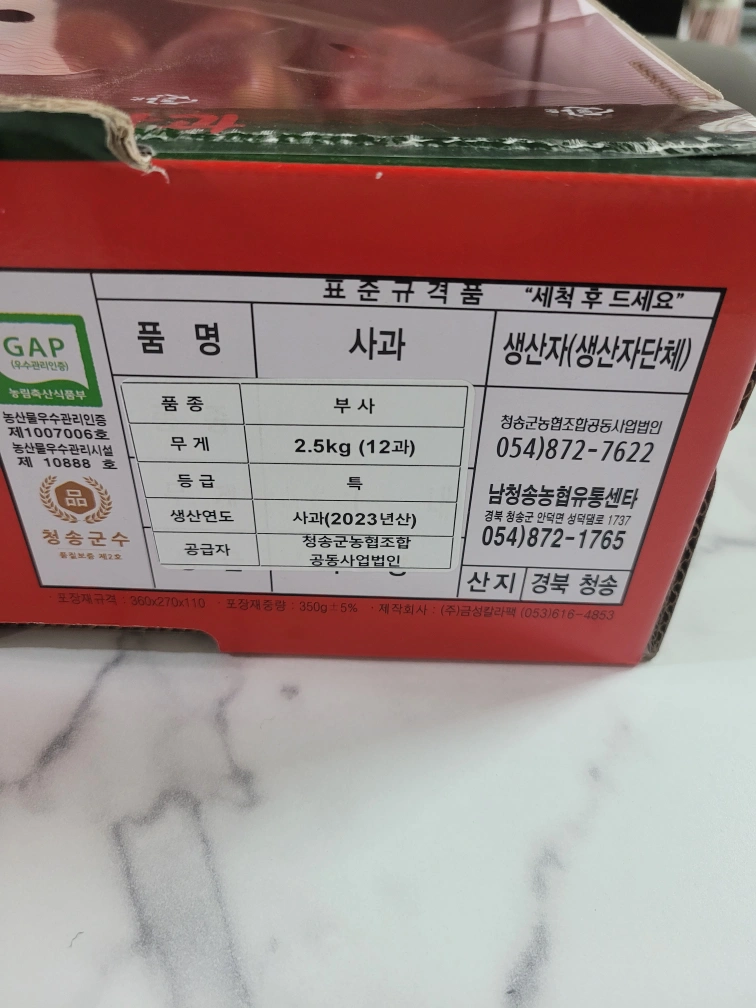 표준규격품 “세척 후 드세요”
GAP
(우수관리인증)
농림축산식품부
농산물우수관리인증
제1007006호
농산물우수관리시설
제 10888 호
品
청송군수
품질보증 제2호
품 명 사과
품 종 부 사
무 게 2.5kg (12과)
등 급 특
생산연도 사과(2023년산)
공급자 청송군농협조합
공동사업법인
생산자(생산자단체)
청송군농협조합공동사업법인
054)872-7622
남청송농협유통센타
경북 청송군 안덕면 성덕댐로 1737
054)872-1765
산지 경북 청송
· 포장재규격 : 360x270x110 · 포장재중량 : 350g±5% · 제작회사 : (주)금성칼라팩 (053)616-4853